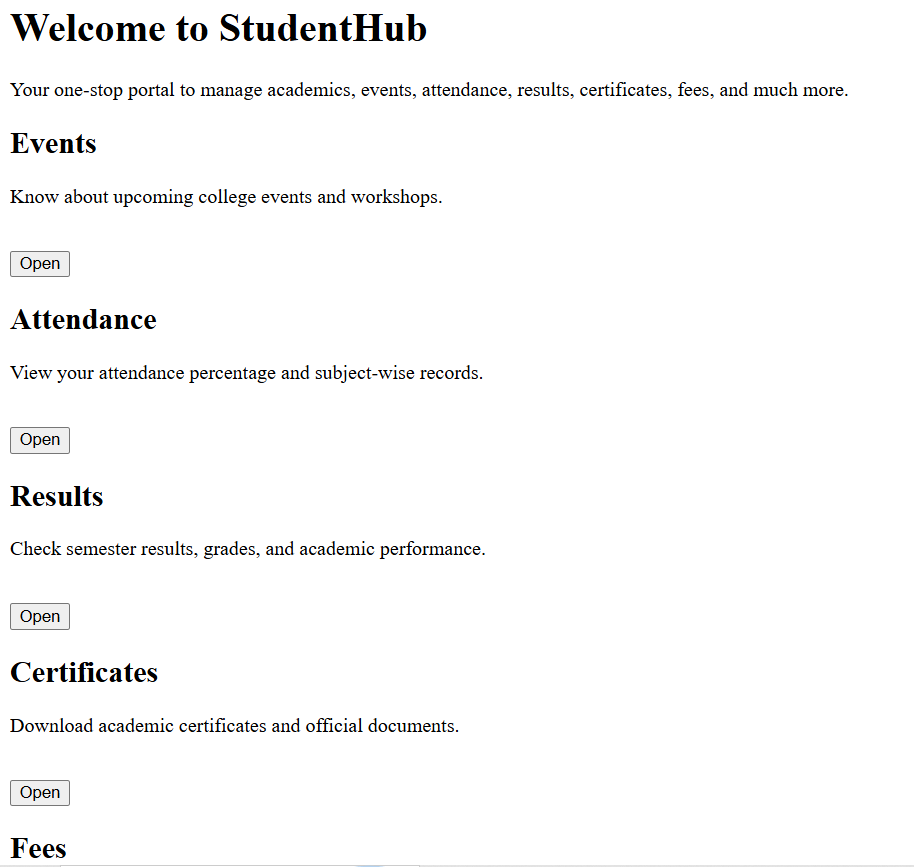 Welcome to StudentHub
Your one-stop portal to manage academics, events, attendance, results, certificates, fees, and much more.
Events
Know about upcoming college events and workshops.
Open
Attendance
View your attendance percentage and subject-wise records.
Open
Results
Check semester results, grades, and academic performance.
Open
Certificates
Download academic certificates and official documents.
Open
Fees